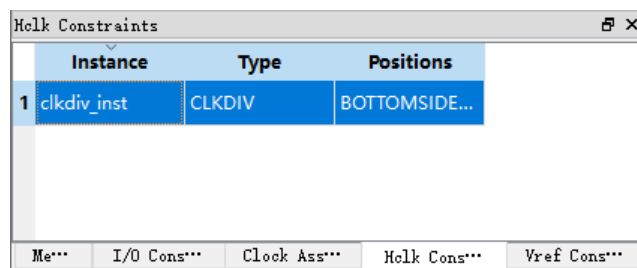 Hclk Constraints
Instance Type Positions
1 clkdiv_inst CLKDIV BOTTOMSIDE...
Me... I/O Cons... Clock Ass... Hclk Cons... Vref Cons...